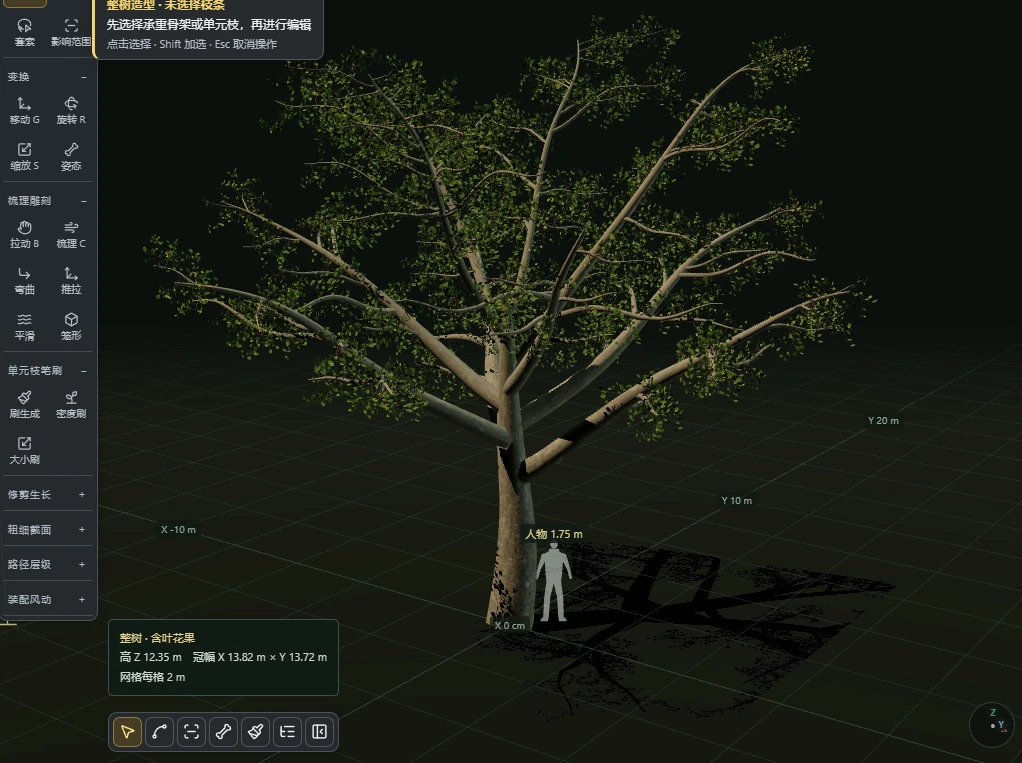 整树造型 · 未选择枝条
先选择承重骨架或单元枝，再进行编辑
点击选择 · Shift 加选 · Esc 取消操作
套索 影响范围
变换 −
移动 G 旋转 R
缩放 S 姿态
梳理雕刻 −
拉动 B 梳理 C
弯曲 推拉
平滑 笼形
单元枝笔刷 −
刷生成 密度刷
大小刷
修剪生长 +
粗细截面 +
路径层级 +
装配风动 +
Y 20 m
Y 10 m
X -10 m
人物 1.75 m
X 0 cm
整树 · 含叶花果
高 Z 12.35 m 冠幅 X 13.82 m × Y 13.72 m
网格每格 2 m
Z
Y